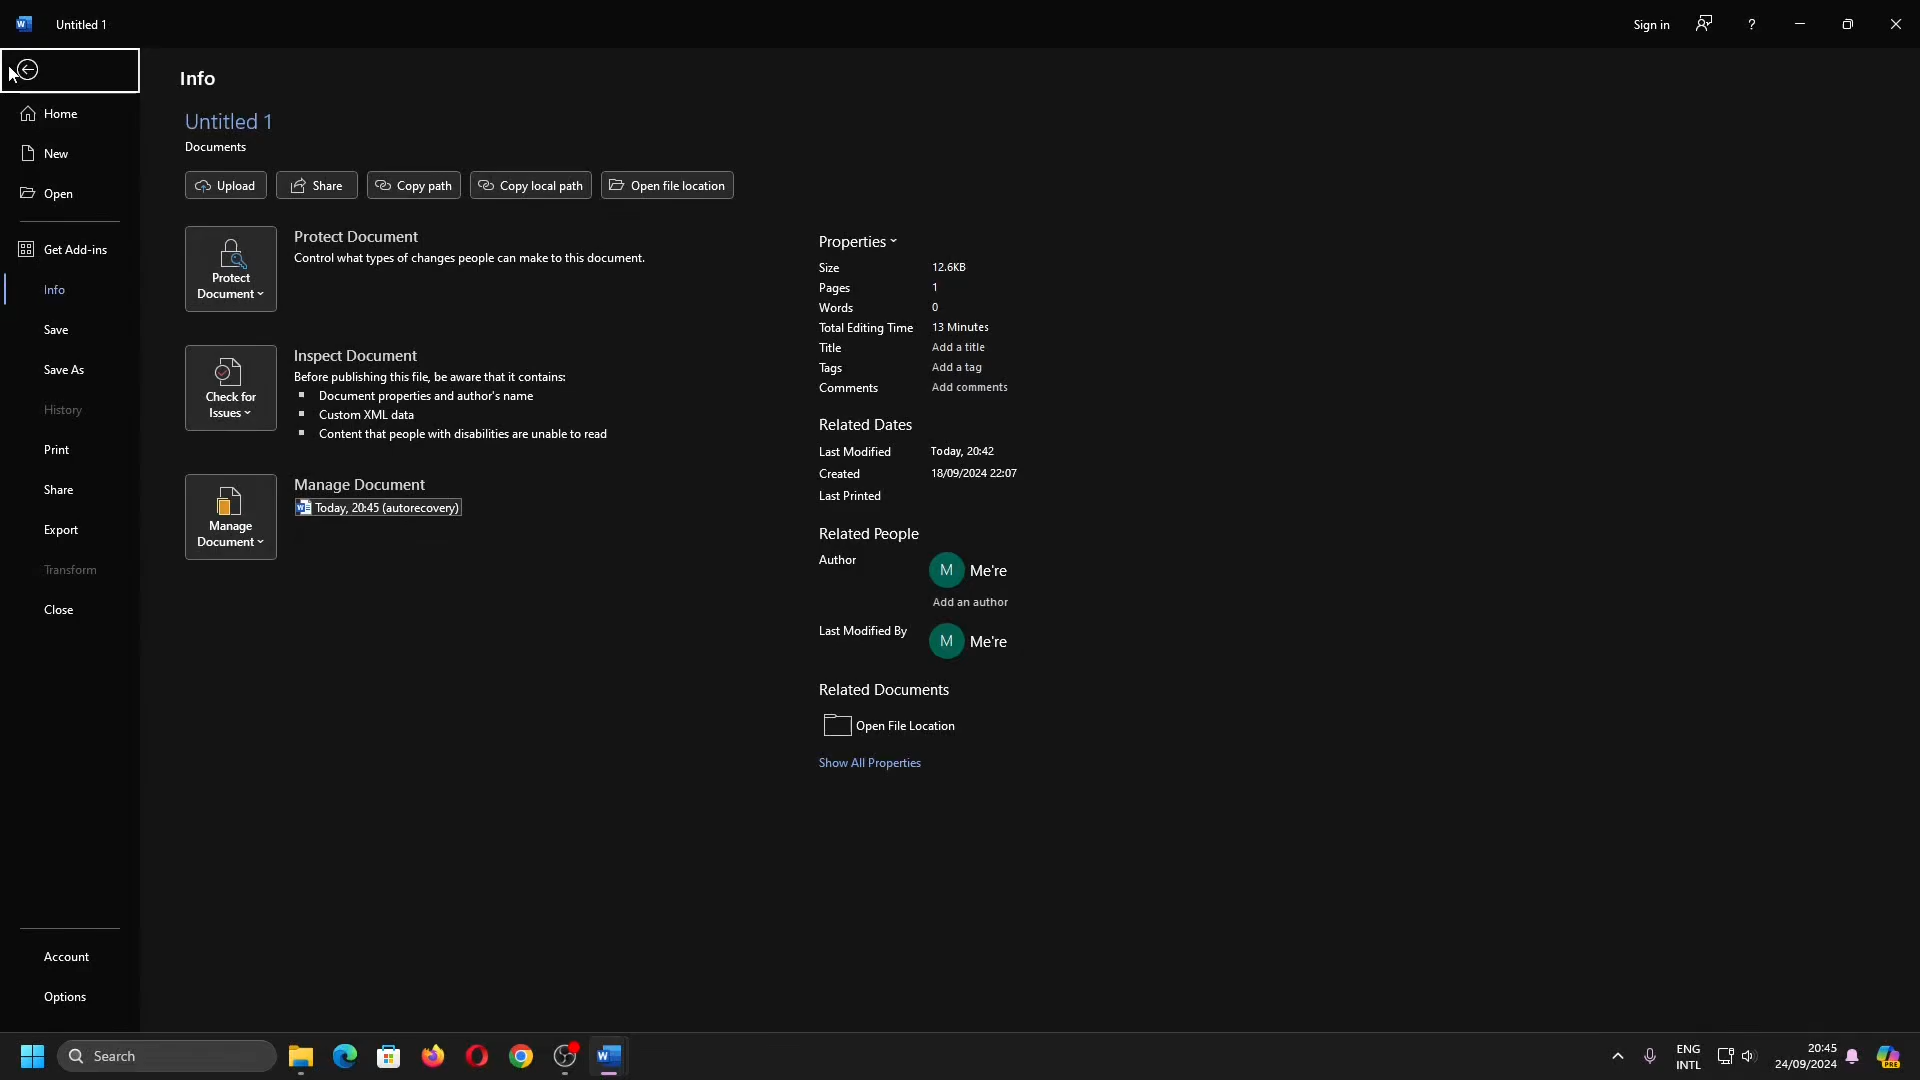 Untitled 1
Sign in
?
Home
New
Open
Get Add-ins
Info
Save
Save As
History
Print
Share
Export
Transform
Close
Account
Options
Info
Untitled 1
Documents
Upload
Share
Copy path
Copy local path
Open file location
Protect
Document
Protect Document
Control what types of changes people can make to this document.
Check for
Issues
Inspect Document
Before publishing this file, be aware that it contains:
Document properties and author's name
Custom XML data
Content that people with disabilities are unable to read
Manage
Document
Manage Document
Today, 20:45 (autorecovery)
Properties
Size 12.6KB
Pages 1
Words 0
Total Editing Time 13 Minutes
Title Add a title
Tags Add a tag
Comments Add comments
Related Dates
Last Modified Today, 20:42
Created 18/09/2024 22:07
Last Printed
Related People
Author M Me're
Add an author
Last Modified By M Me're
Related Documents
Open File Location
Show All Properties
Search
ENG
INTL
20:45
24/09/2024
PRE